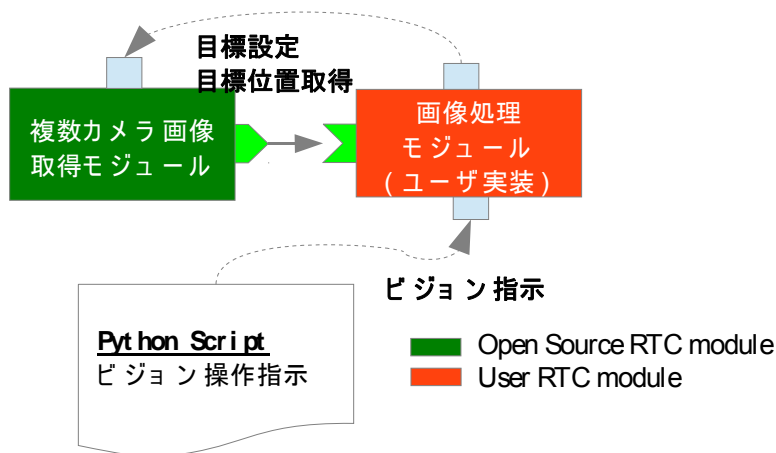 目標設定
目標位置取得
複数カメラ画像
取得モジュール
画像処理
モジュール
(ユーザ実装)
ビジョン指示
Python Script
ビジョン操作指示
Open Source RTC module
User RTC module